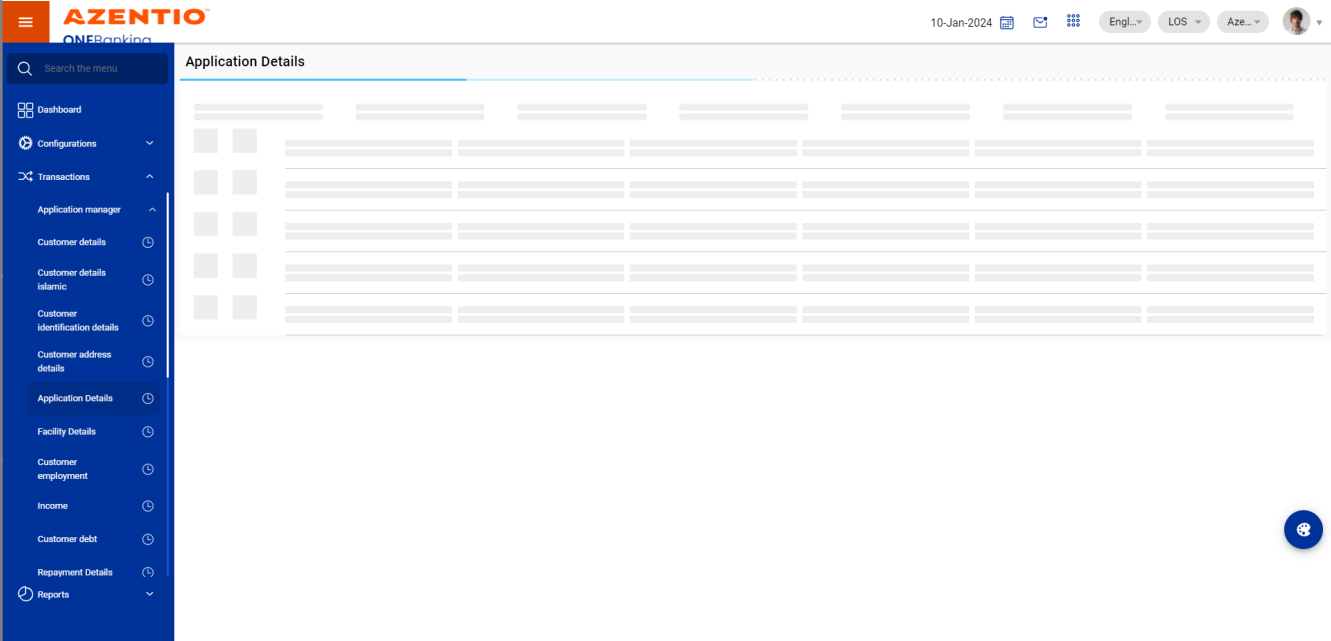 AZENTIO™
10-Jan-2024
Engl...
LOS
Aze...
ONEBanking
Application Details
Search the menu
Dashboard
Configurations
Transactions
Application manager
Customer details
Customer details
islamic
Customer
identification details
Customer address
details
Application Details
Facility Details
Customer
employment
Income
Customer debt
Repayment Details
Reports